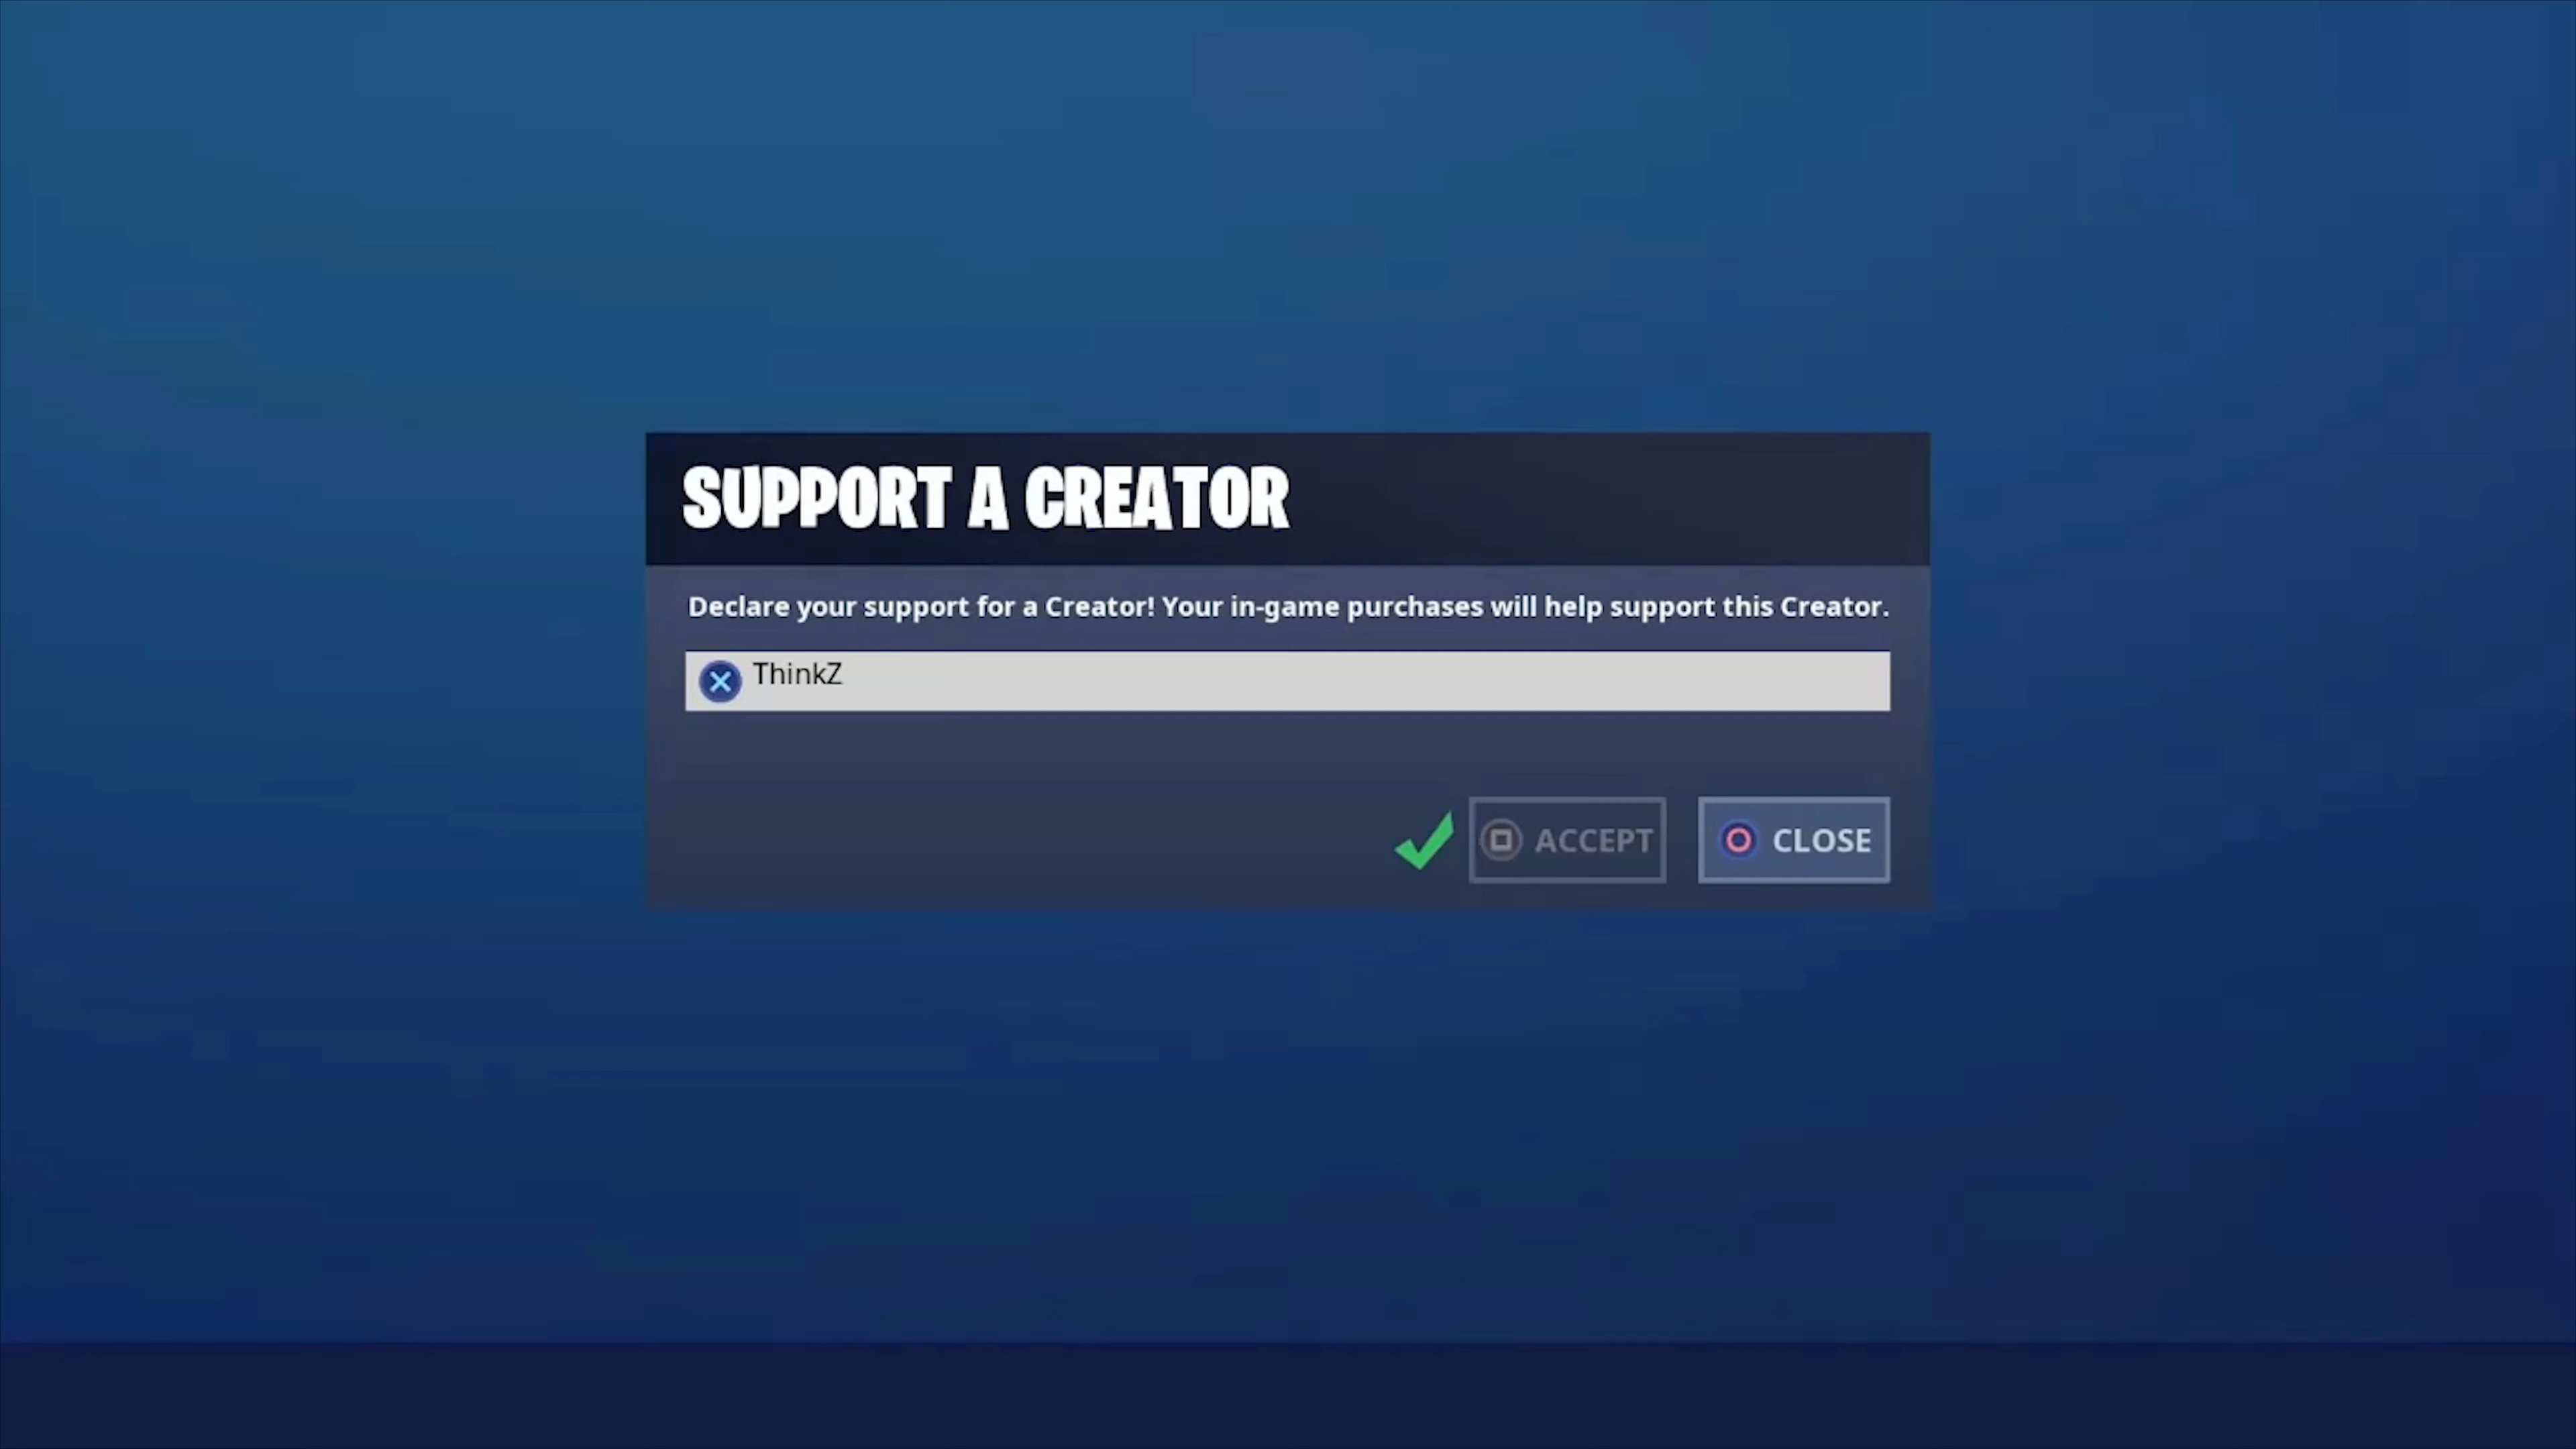 SUPPORT A CREATOR
Declare your support for a Creator! Your in-game purchases will help support this Creator.
ThinkZ
ACCEPT
CLOSE